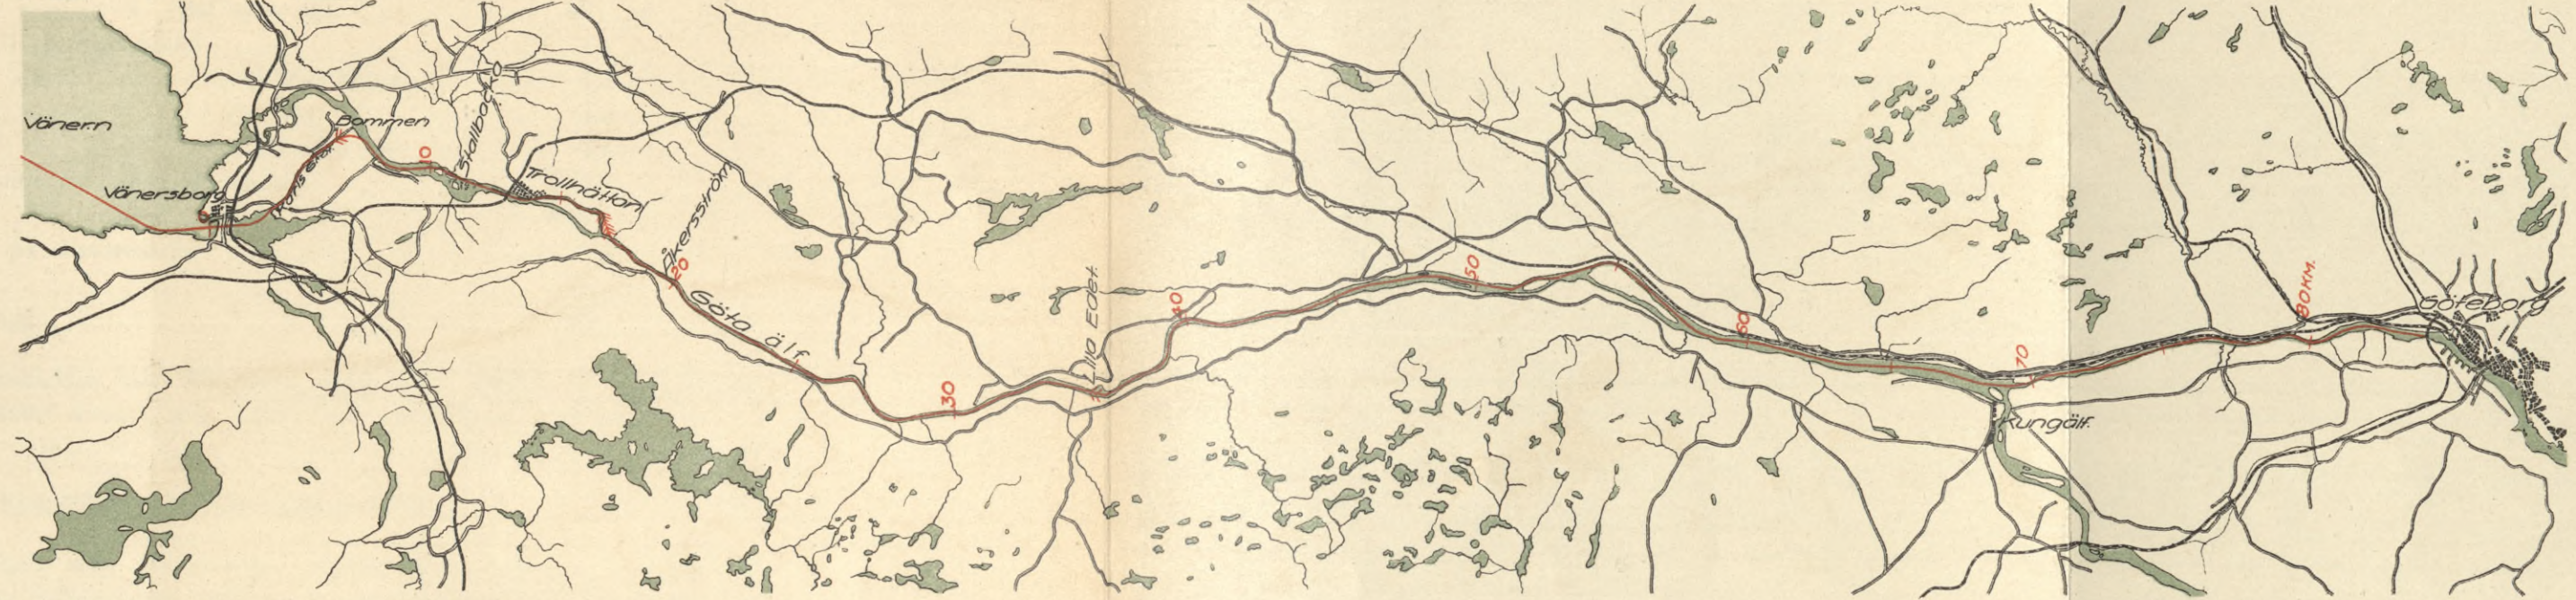 Vänern
Vänersborg
Brommen
10
Stallbacka
Trollhättan
Åkersström
20
Göta älf
30
Lilla Edet
40
50
60
70
Kungälf.
80 KM.
Göteborg